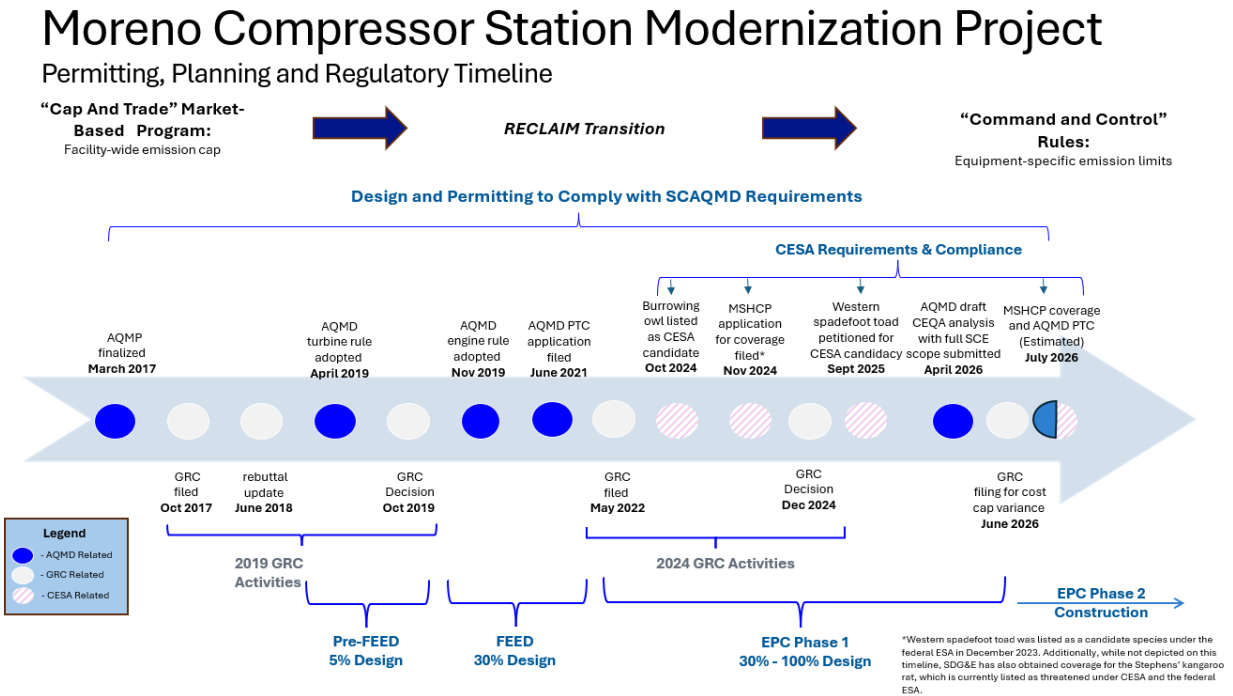 Moreno Compressor Station Modernization Project
Permitting, Planning and Regulatory Timeline
“Cap And Trade” Market-
Based Program:
Facility-wide emission cap
RECLAIM Transition
“Command and Control”
Rules:
Equipment-specific emission limits
Design and Permitting to Comply with SCAQMD Requirements
CESA Requirements & Compliance
AQMP
finalized
March 2017
AQMD
turbine rule
adopted
April 2019
AQMD
engine rule
adopted
Nov 2019
AQMD PTC
application
filed
June 2021
Burrowing
owl listed
as CESA
candidate
Oct 2024
MSHCP
application
for coverage
filed*
Nov 2024
Western
spadefoot toad
petitioned for
CESA candidacy
Sept 2025
AQMD draft
CEQA analysis
with full SCE
scope submitted
April 2026
MSHCP coverage
and AQMD PTC
(Estimated)
July 2026
GRC
filed
Oct 2017
rebuttal
update
June 2018
GRC
Decision
Oct 2019
GRC
filed
May 2022
GRC
Decision
Dec 2024
GRC
filing for cost
cap variance
June 2026
Legend
- AQMD Related
- GRC Related
- CESA Related
2019 GRC
Activities
2024 GRC Activities
Pre-FEED
5% Design
FEED
30% Design
EPC Phase 1
30% - 100% Design
EPC Phase 2
Construction
*Western spadefoot toad was listed as a candidate species under the
federal ESA in December 2023. Additionally, while not depicted on this
timeline, SDG&E has also obtained coverage for the Stephens’ kangaroo
rat, which is currently listed as threatened under CESA and the federal
ESA.